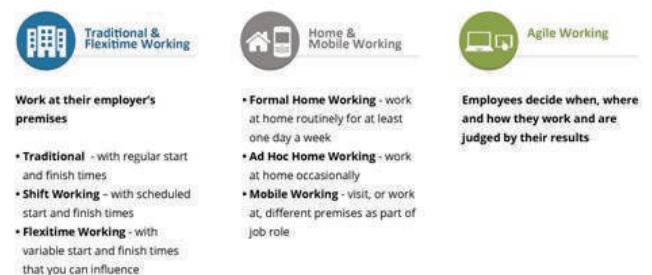 Traditional &
Flexitime Working
Work at their employer's
premises
• Traditional - with regular start
and finish times
• Shift Working – with scheduled
start and finish times
• Flexitime Working - with
variable start and finish times
that you can influence
Home &
Mobile Working
• Formal Home Working - work
at home routinely for at least
one day a week
• Ad Hoc Home Working - work
at home occasionally
• Mobile Working - visit, or work
at, different premises as part of
job role
Agile Working
Employees decide when, where
and how they work and are
judged by their results